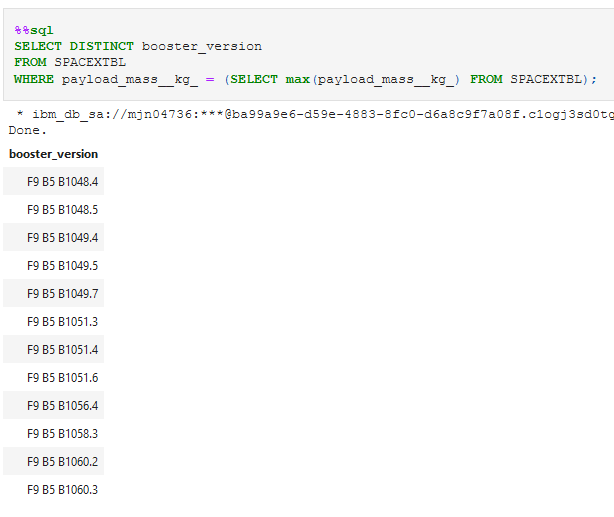 %%sql
SELECT DISTINCT booster_version
FROM SPACEXTBL
WHERE payload_mass__kg_ = (SELECT max(payload_mass__kg_) FROM SPACEXTBL);
* ibm_db_sa://mjn04736:***@ba99a9e6-d59e-4883-8fc0-d6a8c9f7a08f.c1ogj3sd0tg
Done.
booster_version
F9 B5 B1048.4
F9 B5 B1048.5
F9 B5 B1049.4
F9 B5 B1049.5
F9 B5 B1049.7
F9 B5 B1051.3
F9 B5 B1051.4
F9 B5 B1051.6
F9 B5 B1056.4
F9 B5 B1058.3
F9 B5 B1060.2
F9 B5 B1060.3